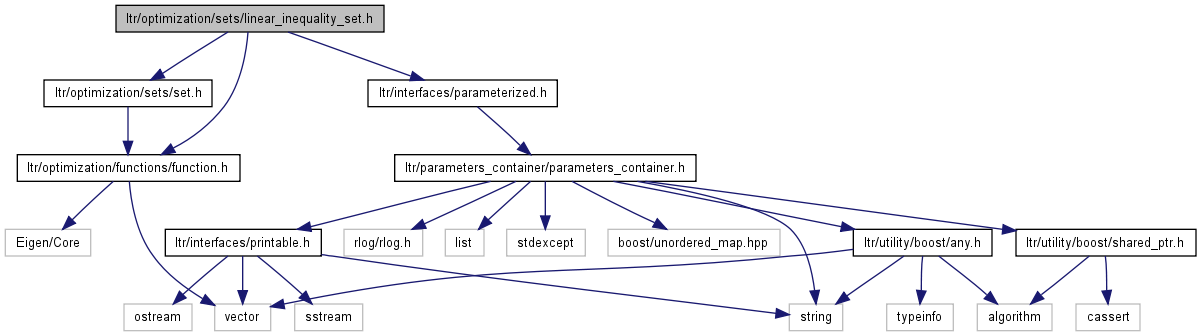 ltr/optimization/sets/linear_inequality_set.h
ltr/optimization/sets/set.h
ltr/interfaces/parameterized.h
ltr/optimization/functions/function.h
ltr/parameters_container/parameters_container.h
Eigen/Core
ltr/interfaces/printable.h
rlog/rlog.h
list
stdexcept
boost/unordered_map.hpp
ltr/utility/boost/any.h
ltr/utility/boost/shared_ptr.h
ostream
vector
sstream
string
typeinfo
algorithm
cassert